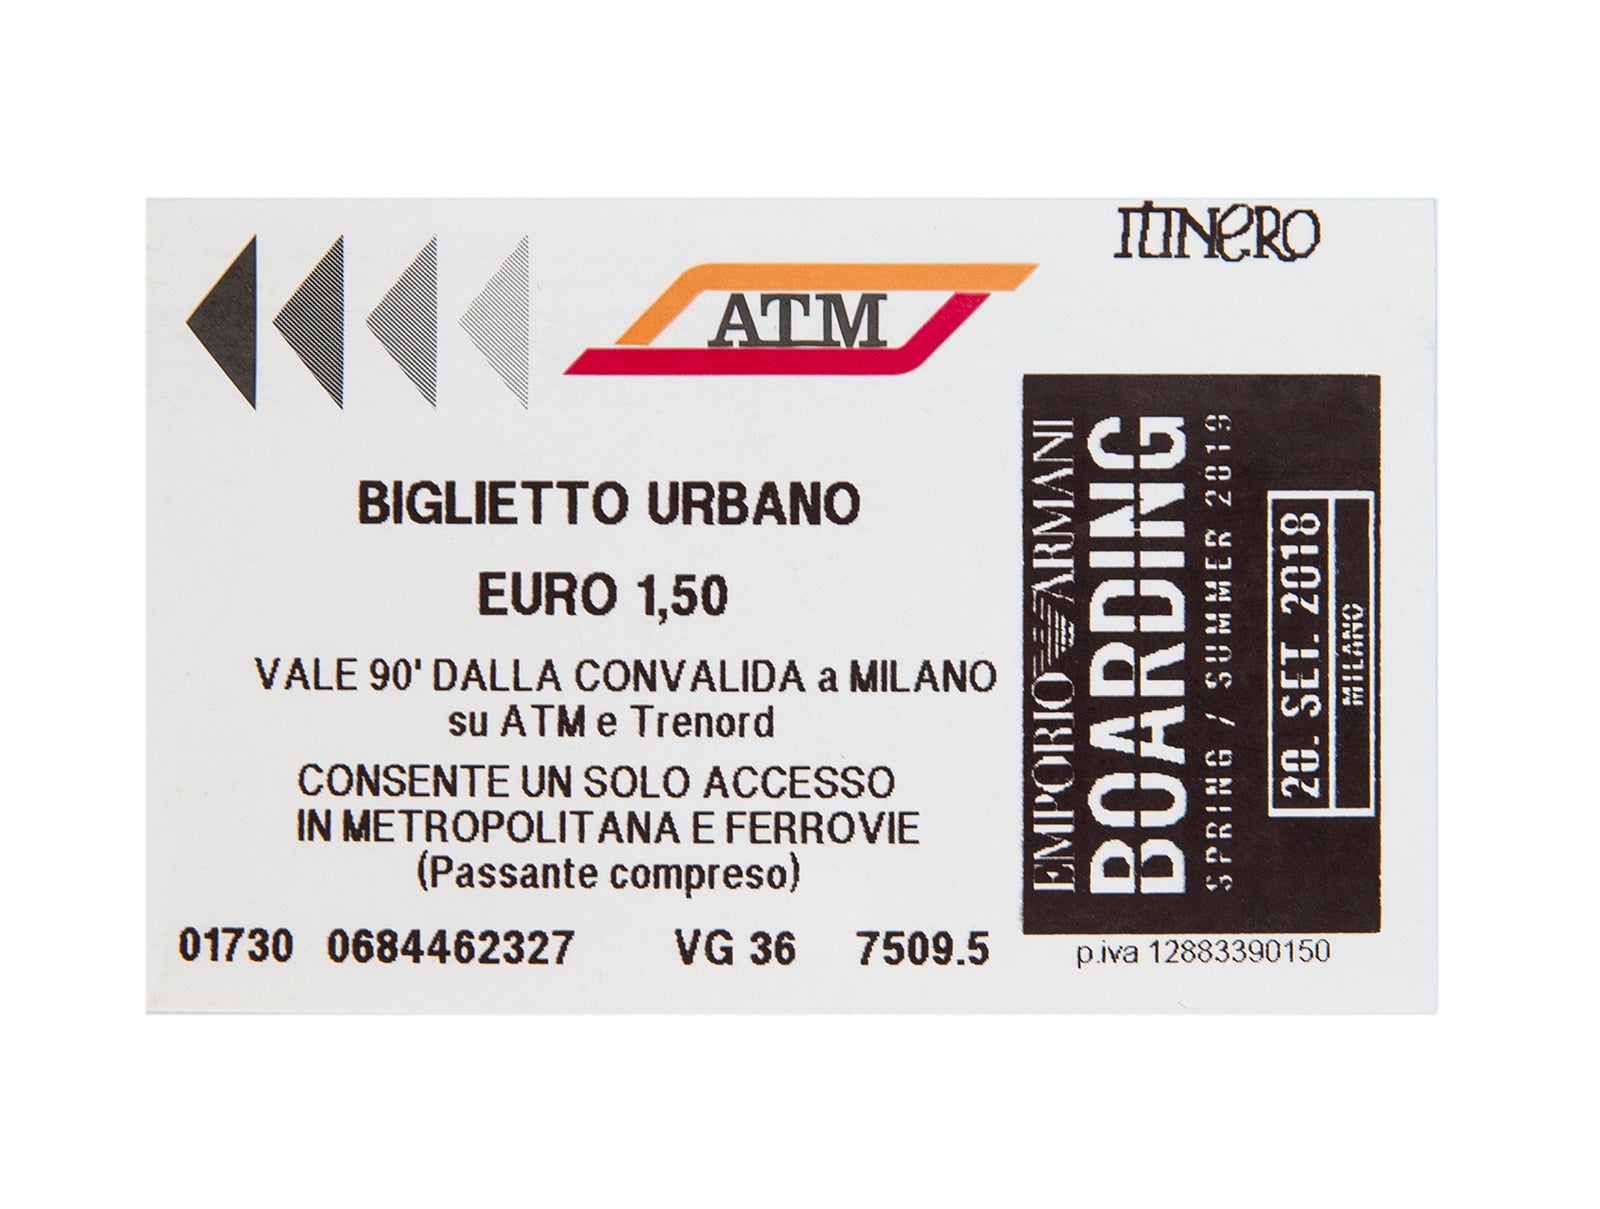 ITINERO
ATM
BIGLIETTO URBANO
EURO 1,50
VALE 90' DALLA CONVALIDA a MILANO
su ATM e Trenord
CONSENTE UN SOLO ACCESSO
IN METROPOLITANA E FERROVIE
(Passante compreso)
01730 0684462327 VG 36 7509.5
EMPORIO ARMANI
BOARDING
SPRING / SUMMER 2019
20. SET. 2018
MILANO
p.iva 12883390150